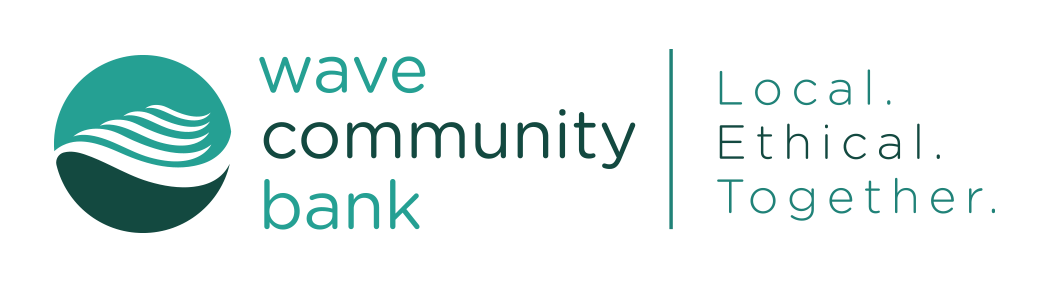 wave
community
bank
Local.
Ethical.
Together.